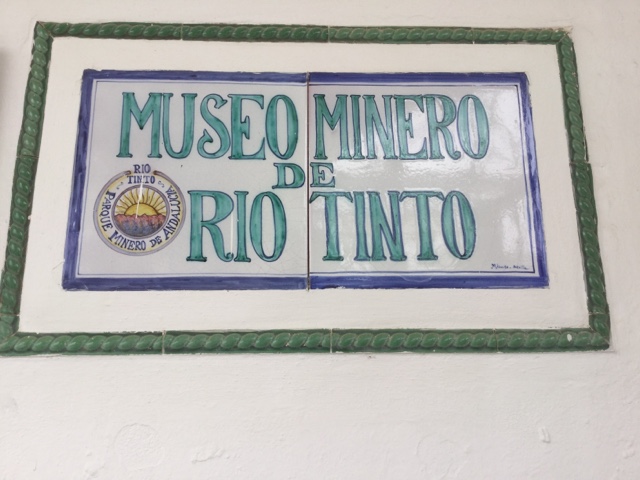 MUSEO MINERO
DE
RIO TINTO
RIO
TINTO
PARQUE MINERO DE ANDALUCIA